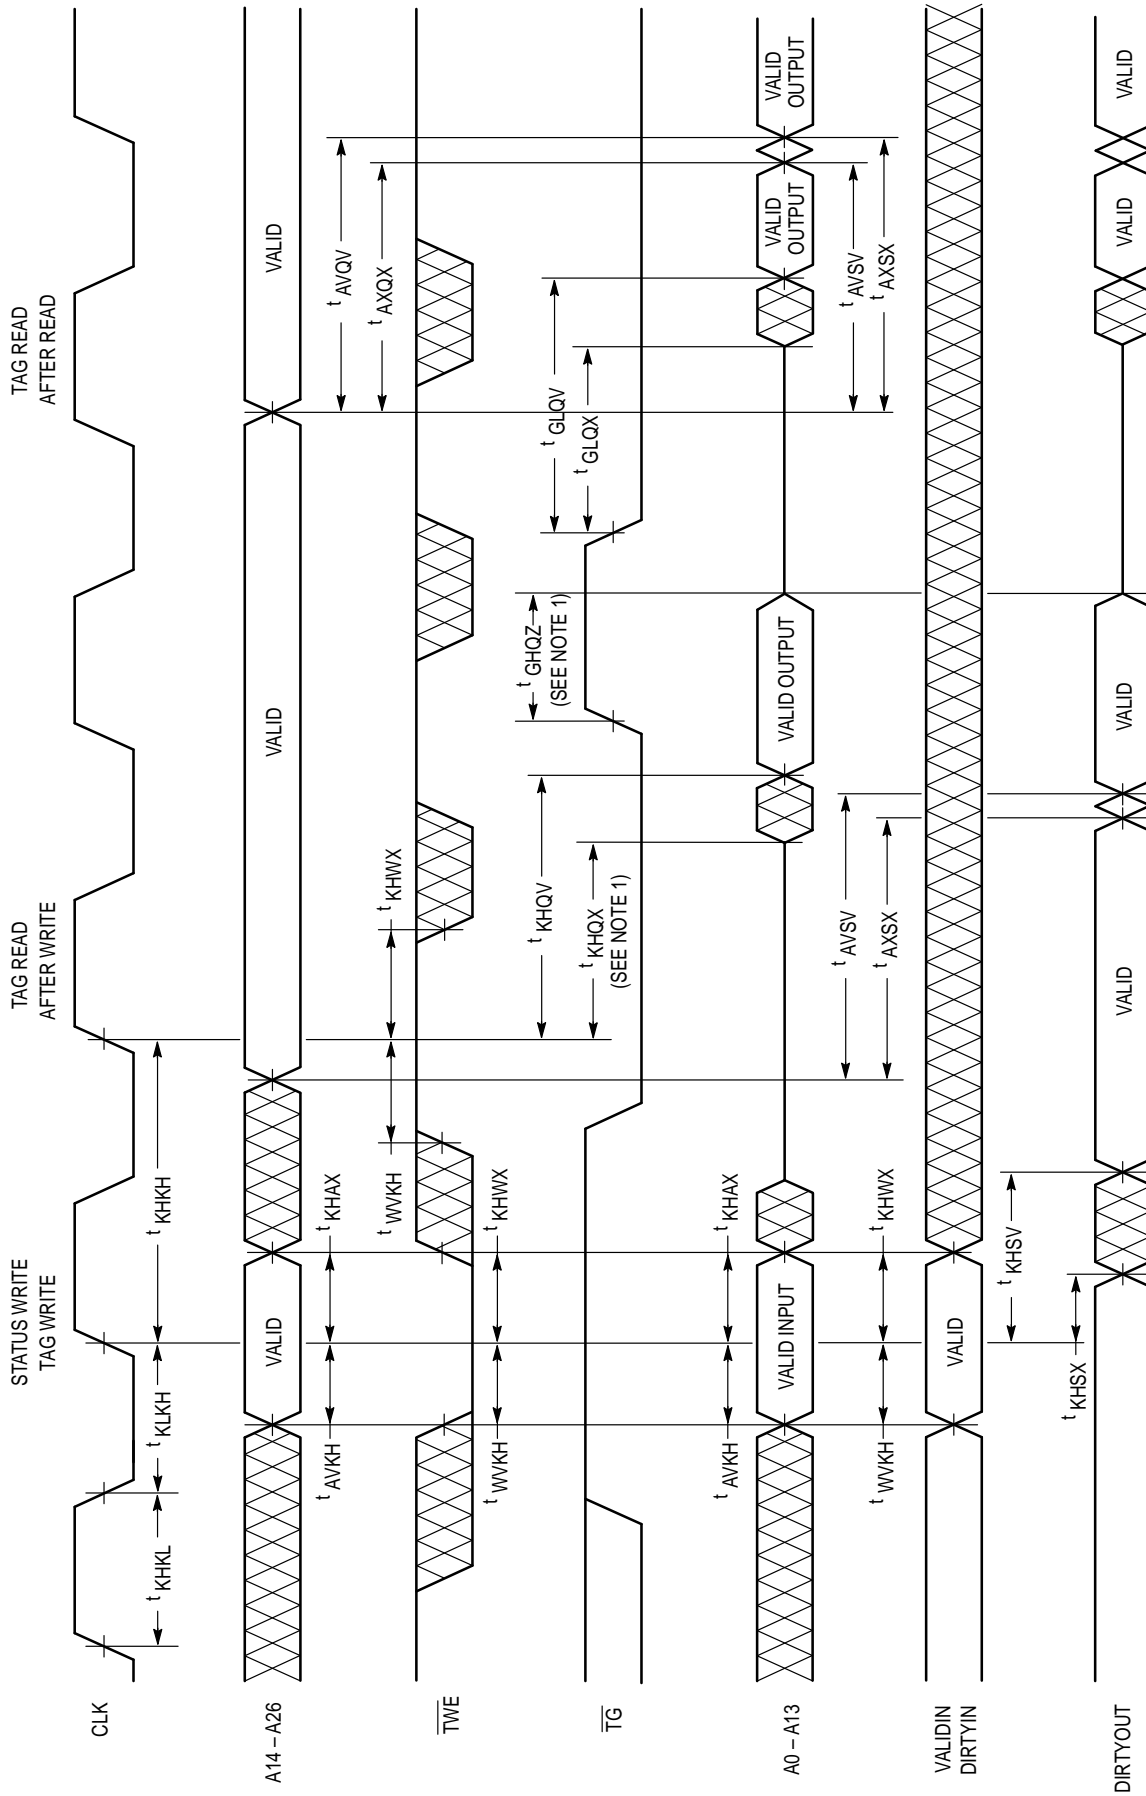 STATUS WRITE
TAG WRITE
TAG READ
AFTER WRITE
TAG READ
AFTER READ
CLK
t KHKL
t KLKH
t KHKH
A14 – A26
VALID
VALID
VALID
t AVKH
t KHAX
t AVQV
t AXQX
TWE
t WVKH
t KHWX
t WVKH
t KHWX
TG
t KHQV
t KHQX
(SEE NOTE 1)
t GHQZ
(SEE NOTE 1)
t GLQV
t GLQX
A0 – A13
t AVKH
t KHAX
VALID INPUT
VALID OUTPUT
VALID
OUTPUT
VALID
OUTPUT
t AVSV
t AXSX
t AVSV
t AXSX
VALIDIN
DIRTYIN
t WVKH
t KHWX
VALID
t KHSV
t KHSX
DIRTYOUT
VALID
VALID
VALID
VALID